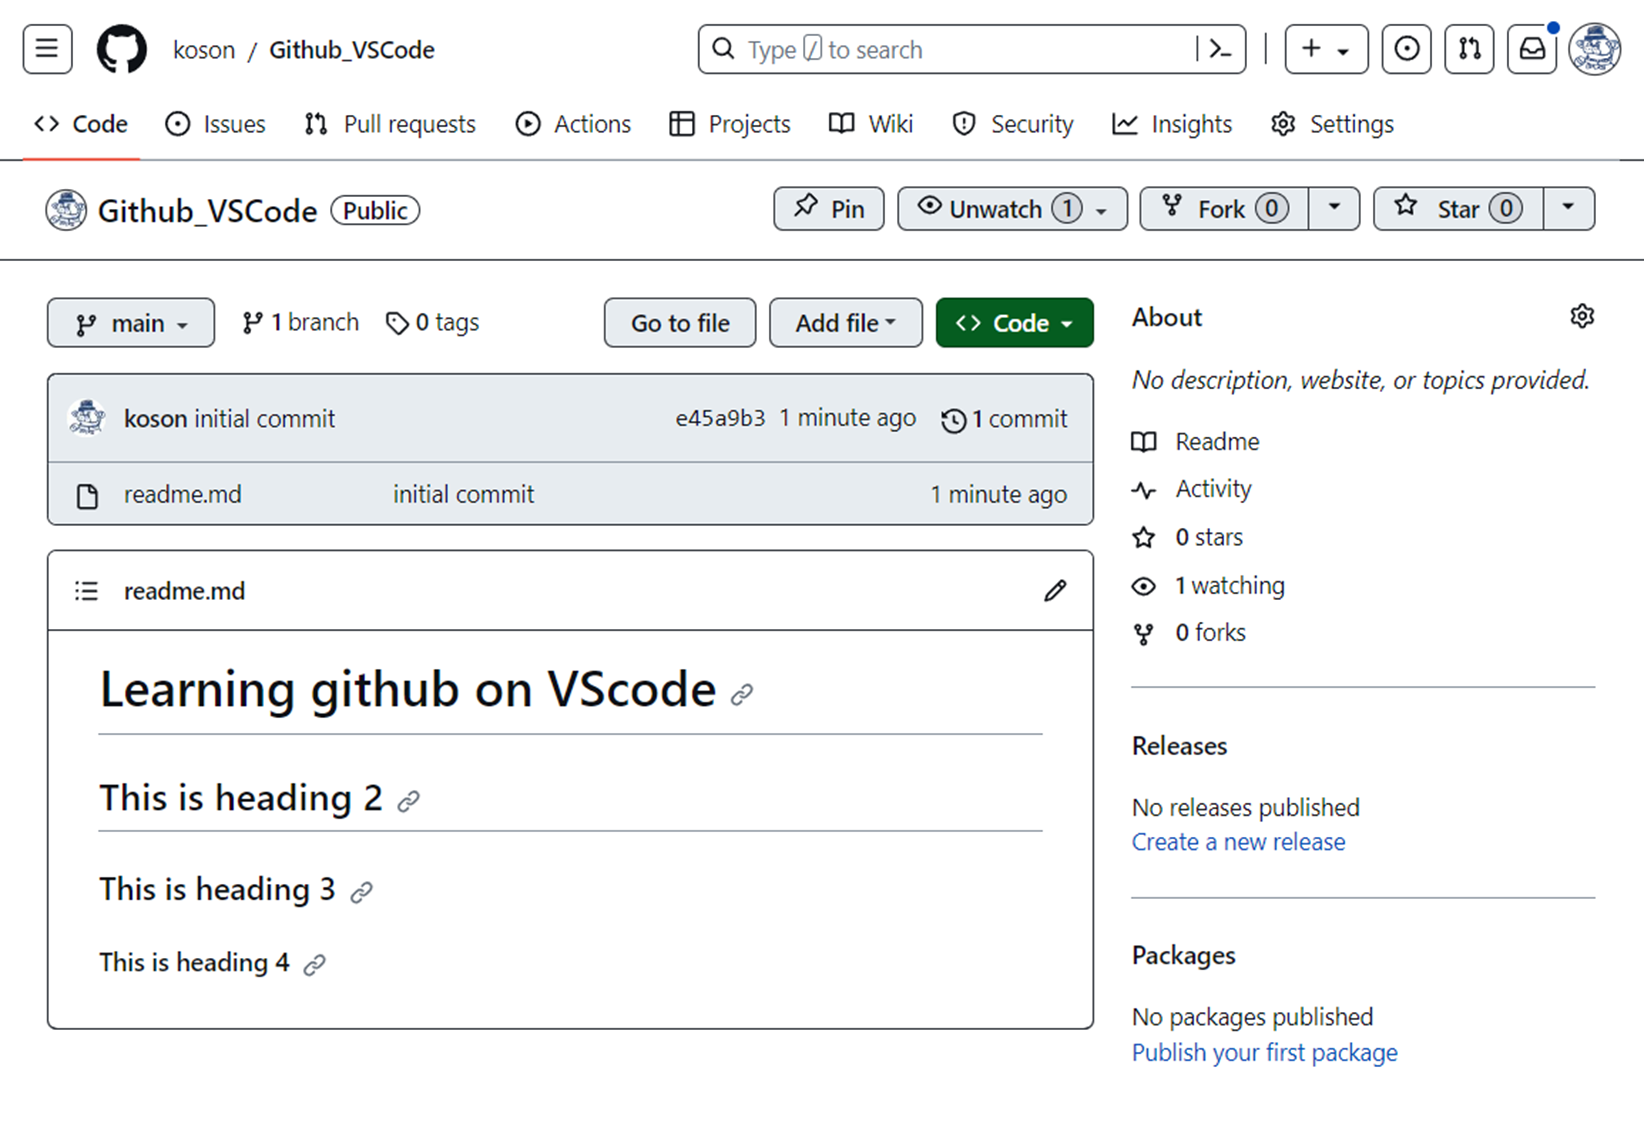 koson / Github_VSCode
Type / to search
Code Issues Pull requests Actions Projects Wiki Security Insights Settings
Github_VSCode Public
Pin Unwatch 1 Fork 0 Star 0
main 1 branch 0 tags Go to file Add file Code
koson initial commit e45a9b3 1 minute ago 1 commit
readme.md initial commit 1 minute ago
readme.md
Learning github on VScode
This is heading 2
This is heading 3
This is heading 4
About
No description, website, or topics provided.
Readme
Activity
0 stars
1 watching
0 forks
Releases
No releases published
Create a new release
Packages
No packages published
Publish your first package